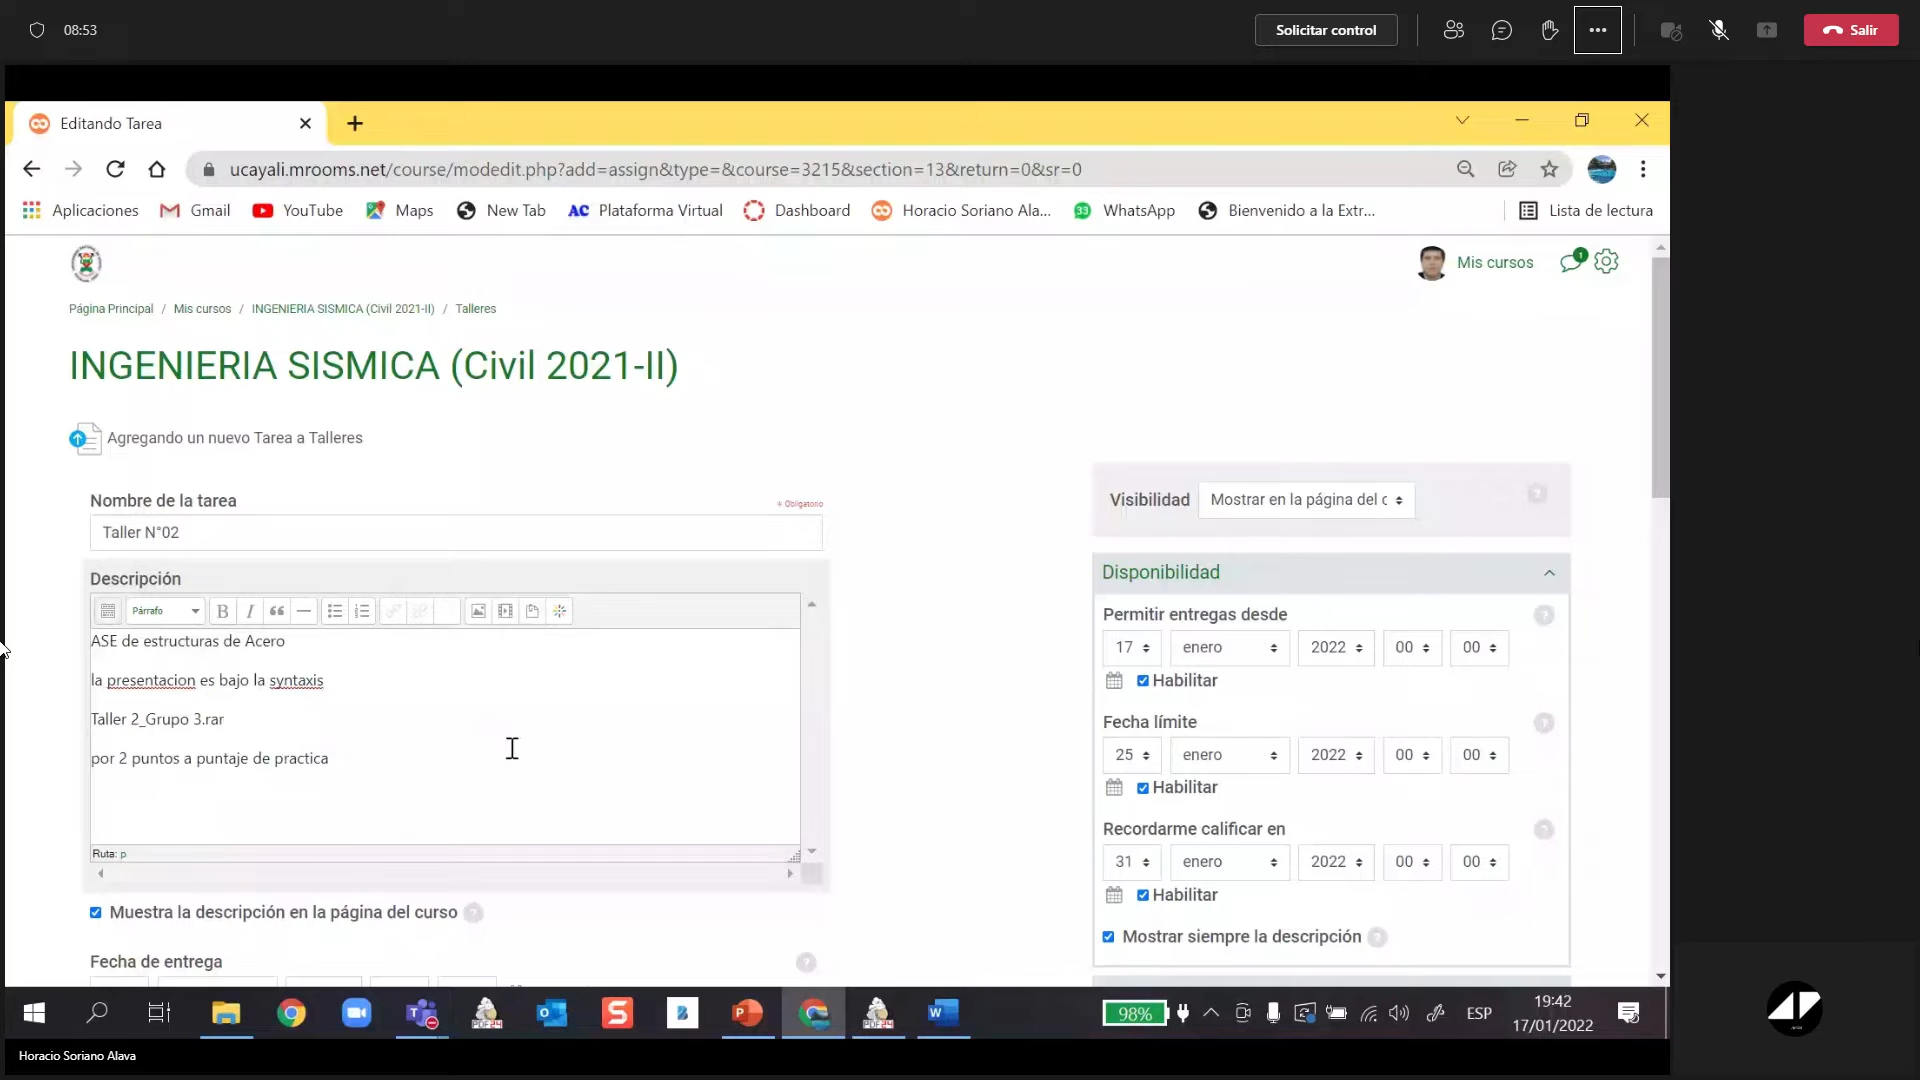 08:53
Solicitar control
Salir
Editando Tarea
ucayali.mrooms.net/course/modedit.php?add=assign&type=&course=3215&section=13&return=0&sr=0
Aplicaciones
Gmail
YouTube
Maps
New Tab
AC Plataforma Virtual
Dashboard
Horacio Soriano Ala...
33
WhatsApp
Bienvenido a la Extr...
Lista de lectura
Mis cursos
1
Página Principal / Mis cursos / INGENIERIA SISMICA (Civil 2021-II) / Talleres
INGENIERIA SISMICA (Civil 2021-II)
Agregando un nuevo Tarea a Talleres
Nombre de la tarea
* Obligatorio
Taller N°02
Descripción
Párrafo
B I
ASE de estructuras de Acero
la presentacion es bajo la syntaxis
Taller 2_Grupo 3.rar
por 2 puntos a puntaje de practica
Ruta: p
Muestra la descripción en la página del curso ?
Fecha de entrega ?
Visibilidad
Mostrar en la página del c
?
Disponibilidad
Permitir entregas desde ?
17 enero 2022 00 00
Habilitar
Fecha límite ?
25 enero 2022 00 00
Habilitar
Recordarme calificar en ?
31 enero 2022 00 00
Habilitar
Mostrar siempre la descripción ?
PDF24
PDF24
98%
ESP
19:42
17/01/2022
Horacio Soriano Alava